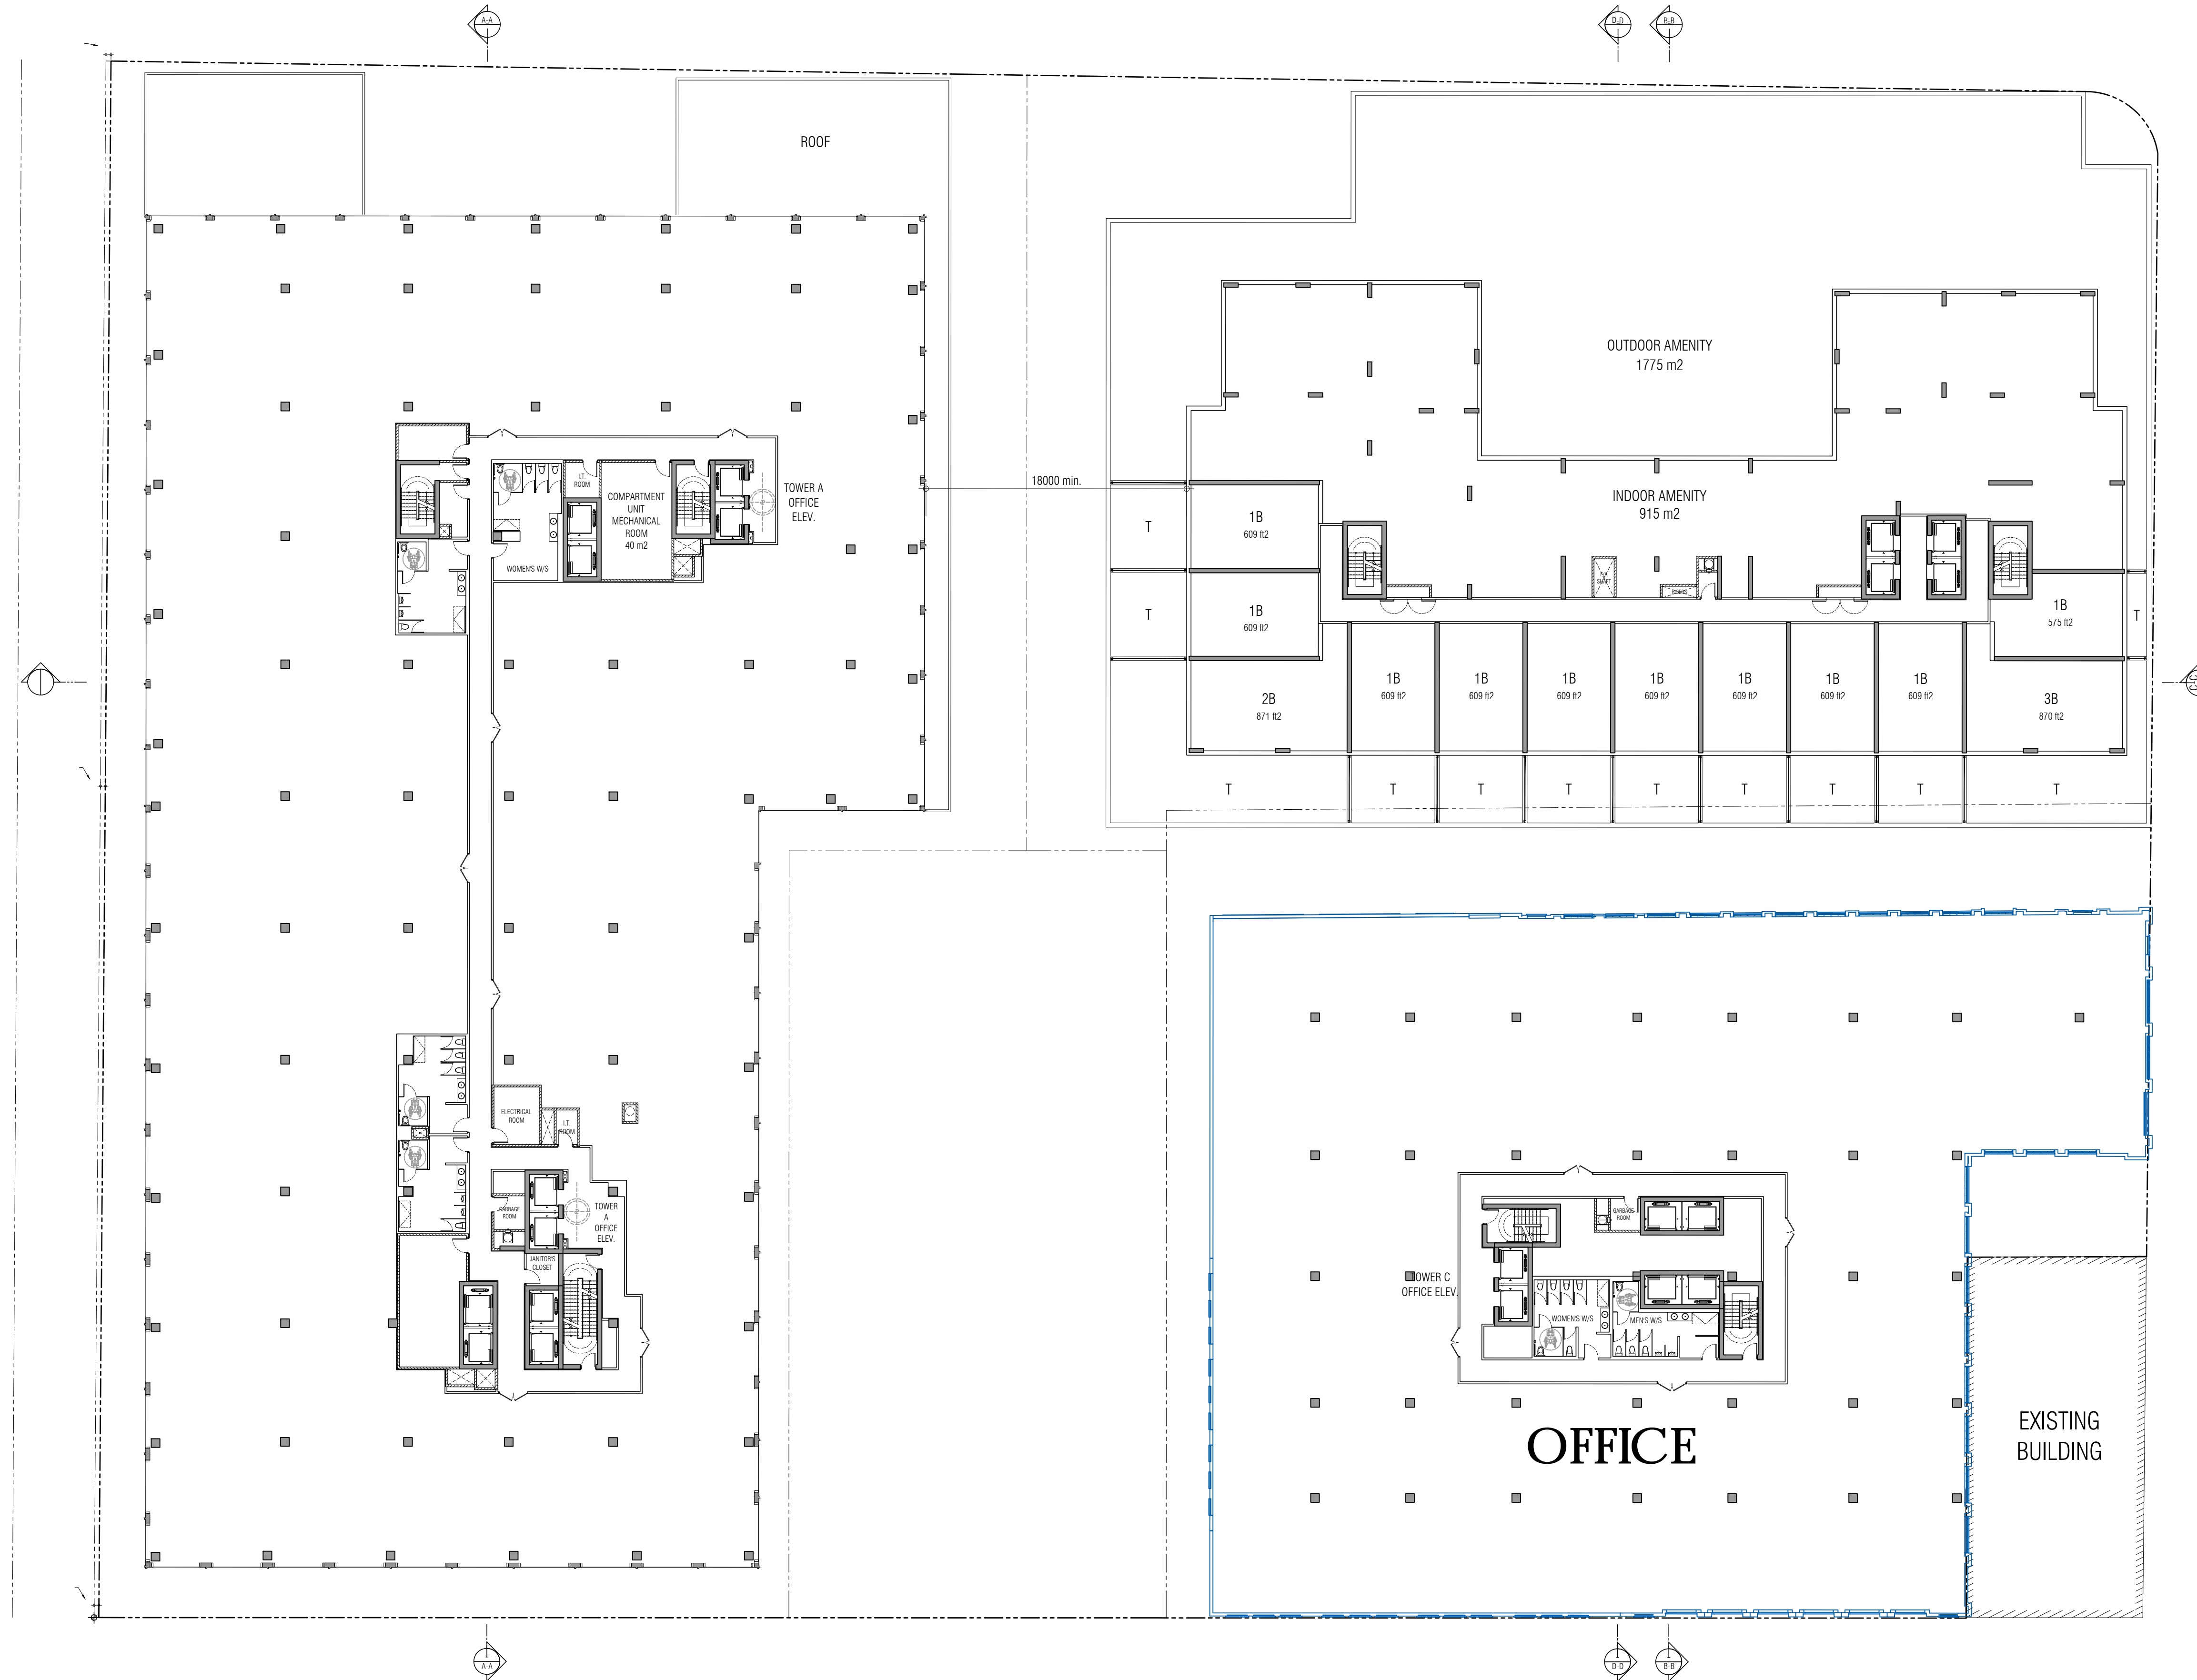 A-A
D-D
B-B
ROOF
OUTDOOR AMENITY
1775 m2
TOWER A
OFFICE
ELEV.
I.T.
ROOM
COMPARTMENT
UNIT
MECHANICAL
ROOM
40 m2
WOMEN'S W/S
18000 min.
INDOOR AMENITY
915 m2
T
1B
609 ft2
T
1B
609 ft2
1B
575 ft2
T
2B
871 ft2
1B
609 ft2
1B
609 ft2
1B
609 ft2
1B
609 ft2
1B
609 ft2
1B
609 ft2
1B
609 ft2
3B
870 ft2
C-C
T
T
T
T
T
T
T
T
T
ELECTRICAL
ROOM
I.T.
ROOM
GARBAGE
ROOM
TOWER
A
OFFICE
ELEV.
JANITOR'S
CLOSET
GARBAGE
ROOM
TOWER C
OFFICE ELEV.
WOMEN'S W/S
MEN'S W/S
OFFICE
EXISTING
BUILDING
1
A-A
1
D-D
1
B-B